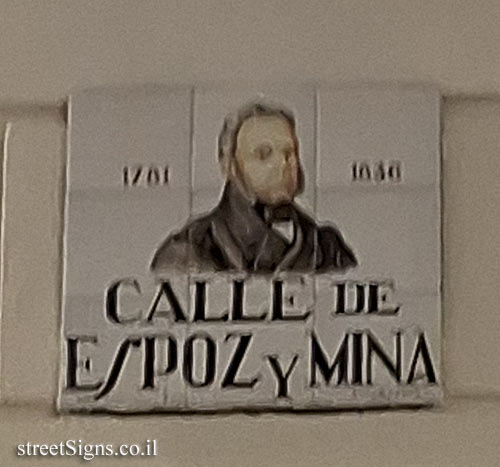 1781 1836
CALLE DE
ESPOZ Y MINA
streetSigns.co.il